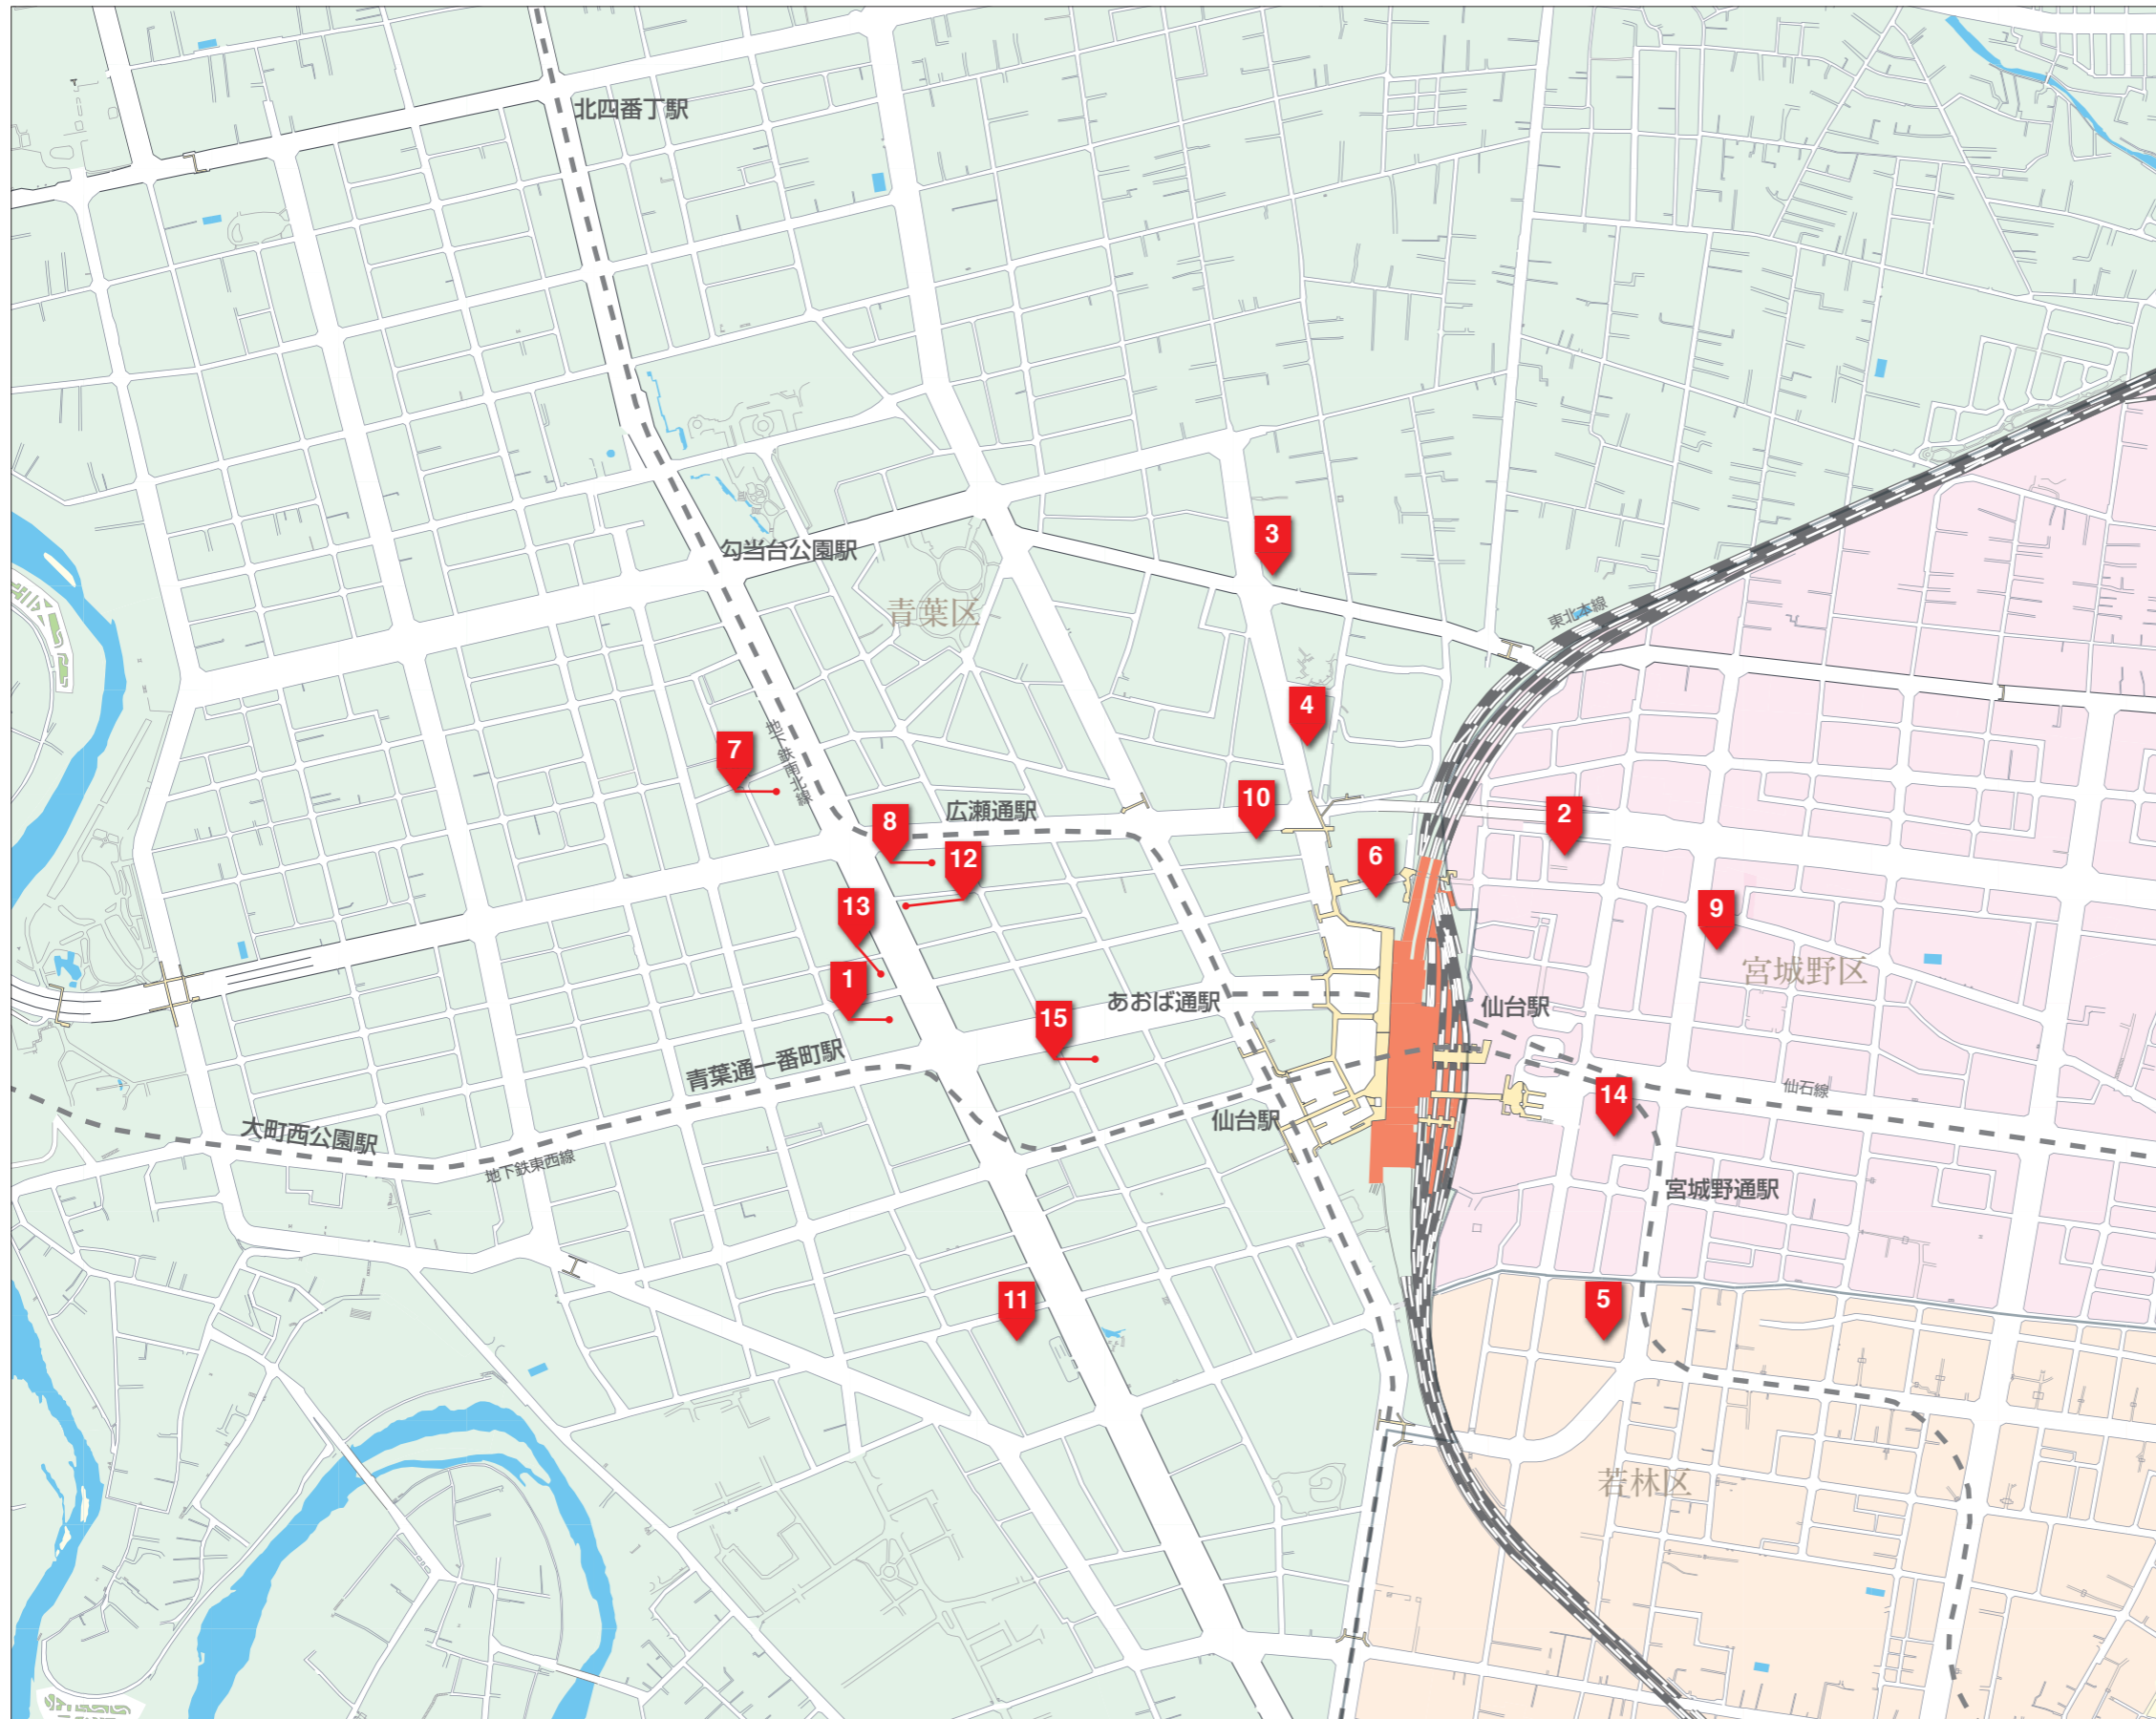 北四番丁駅
勾当台公園駅
3
青葉区
東北本線
4
地下鉄南北線
7
広瀬通駅
10
2
8
12
6
13
9
宮城野区
1
あおば通駅
仙台駅
15
青葉通一番町駅
仙石線
14
仙台駅
大町西公園駅
地下鉄東西線
宮城野通駅
11
5
若林区